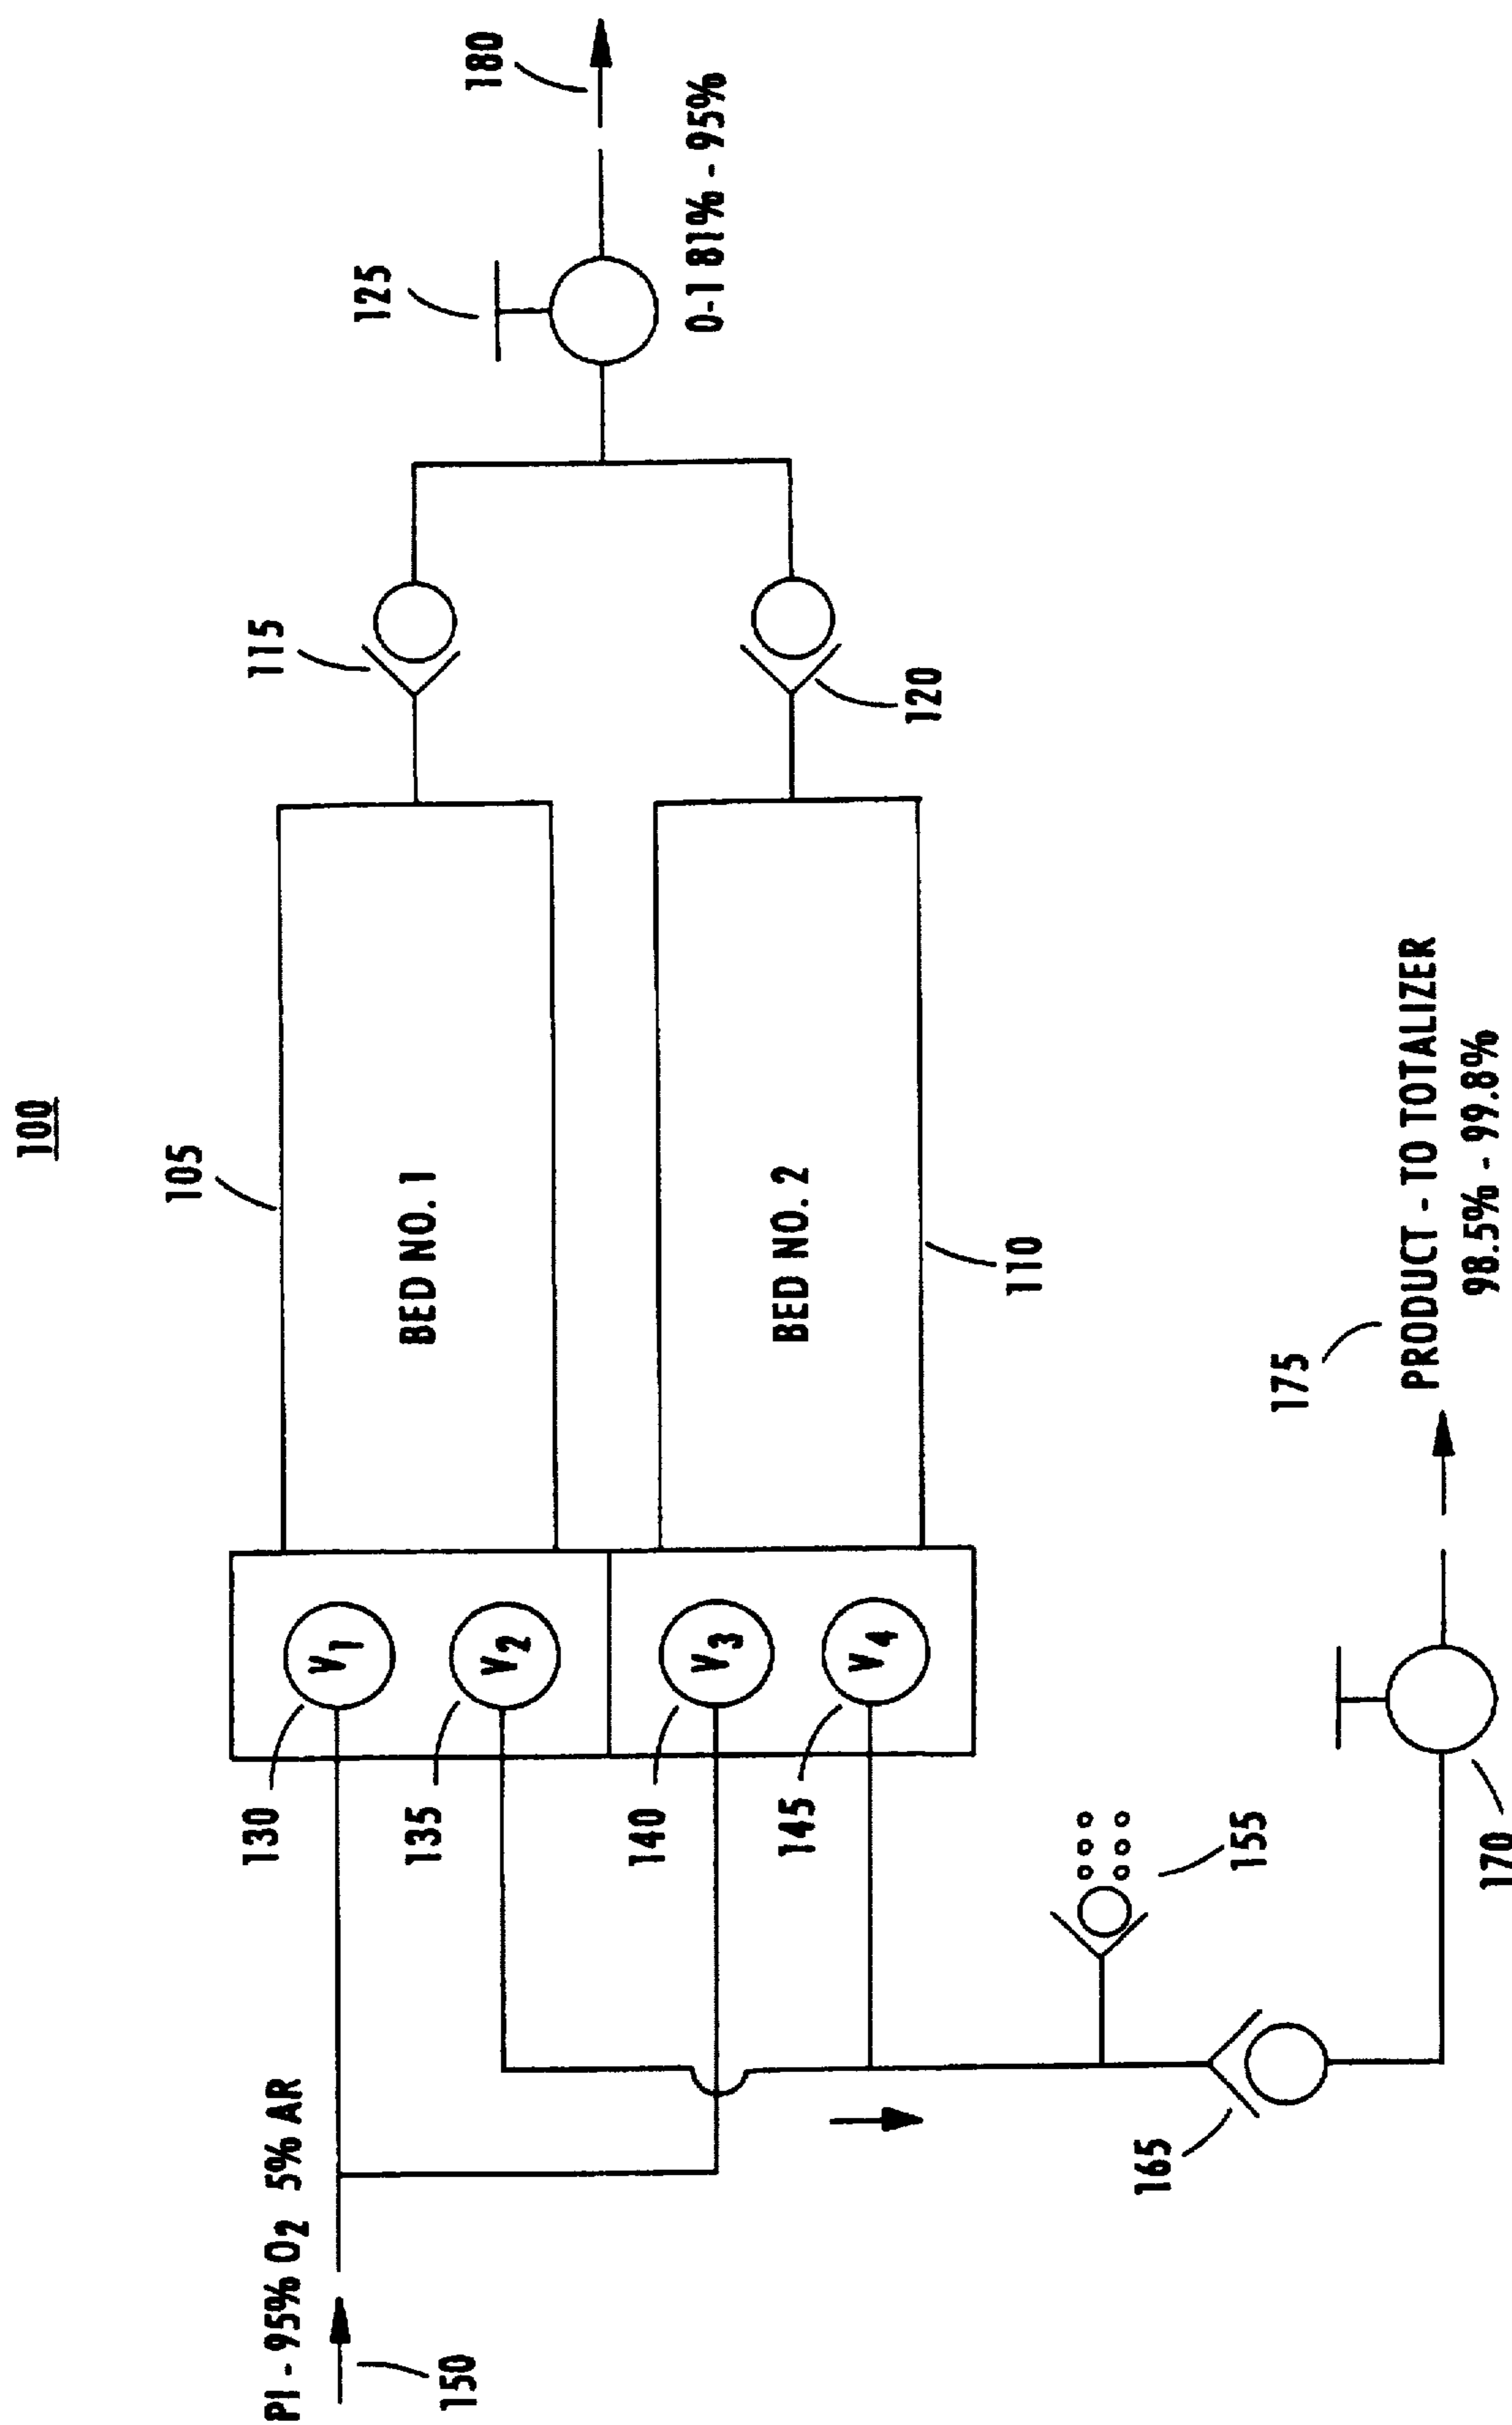 100
105
BED NO. 1
BED NO. 2
110
115
120
125
180
0-1 81% - 95%
V1
V2
V3
V4
130
135
140
145
PI - 95% O2 5% AR
150
155
165
170
175
PRODUCT - TO TOTALIZER
98.5% - 99.8%